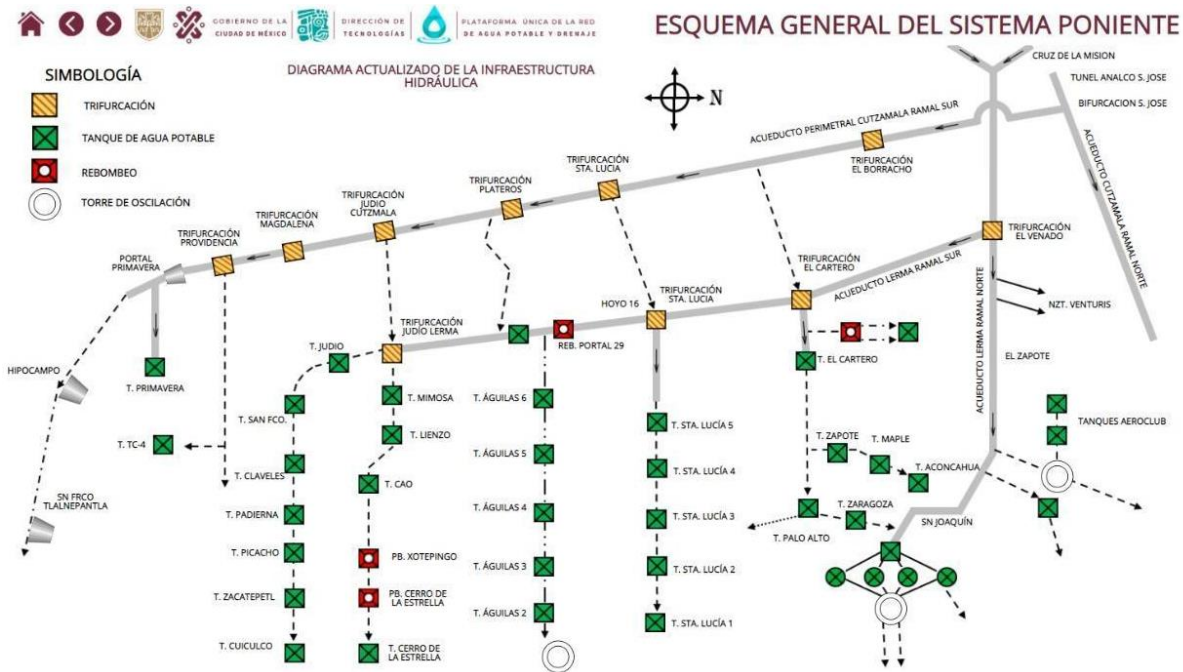 GOBIERNO DE LA
CIUDAD DE MÉXICO
DIRECCIÓN DE
TECNOLOGÍAS
PLATAFORMA ÚNICA DE LA RED
DE AGUA POTABLE Y DRENAJE
ESQUEMA GENERAL DEL SISTEMA PONIENTE
SIMBOLOGÍA
TRIFURCACIÓN
TANQUE DE AGUA POTABLE
REBOMBEO
TORRE DE OSCILACIÓN
DIAGRAMA ACTUALIZADO DE LA INFRAESTRUCTURA
HIDRÁULICA
N
CRUZ DE LA MISION
TUNEL ANALCO S. JOSE
BIFURCACION S. JOSE
ACUEDUCTO PERIMETRAL CUTZAMALA RAMAL SUR
ACUEDUCTO CUTZAMALA RAMAL NORTE
TRIFURCACIÓN
EL BORRACHO
TRIFURCACIÓN
STA. LUCIA
TRIFURCACIÓN
PLATEROS
TRIFURCACIÓN
JUDIO
CUTZMALA
TRIFURCACIÓN
MAGDALENA
TRIFURCACIÓN
PROVIDENCIA
PORTAL
PRIMAVERA
TRIFURCACIÓN
EL VENADO
TRIFURCACIÓN
EL CARTERO
ACUEDUCTO LERMA RAMAL SUR
ACUEDUCTO LERMA RAMAL NORTE
NZT. VENTURIS
HOYO 16
TRIFURCACIÓN
STA. LUCIA
TRIFURCACIÓN
JUDÍO LERMA
REB. PORTAL 29
T. EL CARTERO
EL ZAPOTE
HIPOCAMPO
T. PRIMAVERA
T. JUDIO
T. SAN FCO.
T. MIMOSA
T. LIENZO
T. CAO
T. TC-4
T. CLAVELES
T. PADIERNA
T. PICACHO
T. ZACATEPETL
T. CUICULCO
SN FRCO
TLALNEPANTLA
PB. XOTEPINGO
PB. CERRO DE
LA ESTRELLA
T. CERRO DE
LA ESTRELLA
T. ÁGUILAS 6
T. ÁGUILAS 5
T. ÁGUILAS 4
T. ÁGUILAS 3
T. ÁGUILAS 2
T. STA. LUCÍA 5
T. STA. LUCÍA 4
T. STA. LUCÍA 3
T. STA. LUCÍA 2
T. STA. LUCÍA 1
TANQUES AEROCLUB
T. ZAPOTE
T. MAPLE
T. ACONCAHUA
T. ZARAGOZA
T. PALO ALTO
SN JOAQUÍN